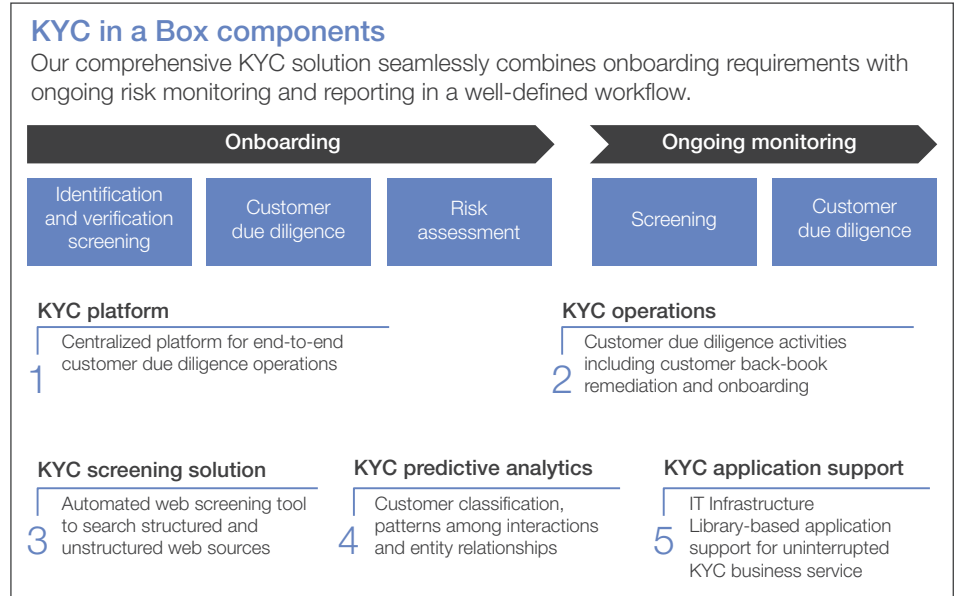 KYC in a Box components
Our comprehensive KYC solution seamlessly combines onboarding requirements with
ongoing risk monitoring and reporting in a well-defined workflow.
Onboarding
Ongoing monitoring
Identification
and verification
screening
Customer
due diligence
Risk
assessment
Screening
Customer
due diligence
KYC platform
1
Centralized platform for end-to-end
customer due diligence operations
KYC operations
2
Customer due diligence activities
including customer back-book
remediation and onboarding
KYC screening solution
3
Automated web screening tool
to search structured and
unstructured web sources
KYC predictive analytics
4
Customer classification,
patterns among interactions
and entity relationships
KYC application support
5
IT Infrastructure
Library-based application
support for uninterrupted
KYC business service